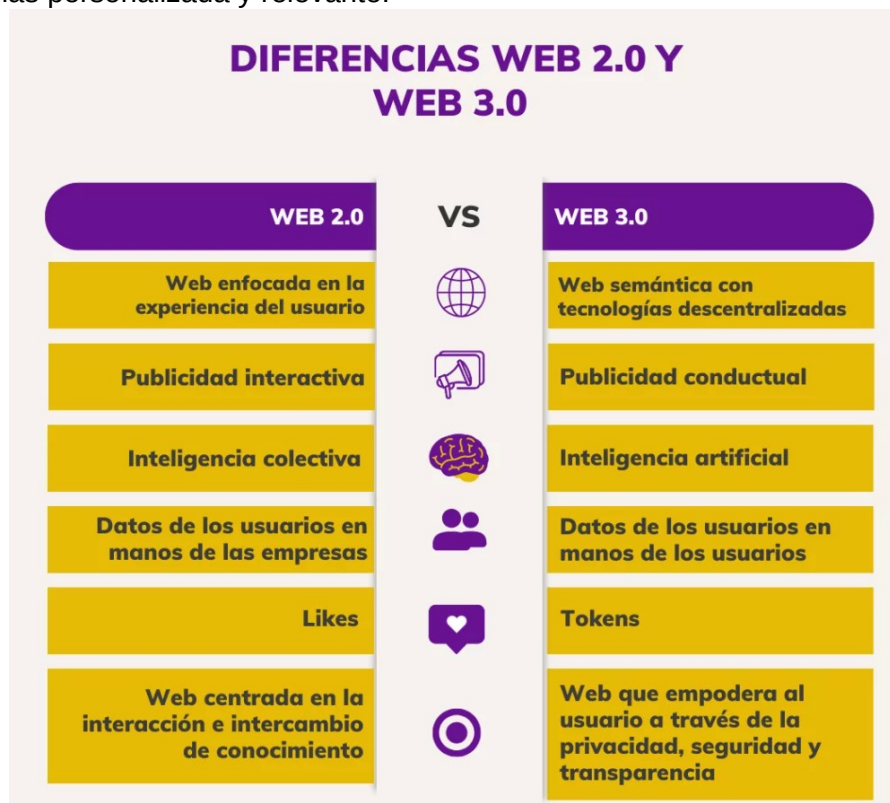 más personalizada y relevante.
DIFERENCIAS WEB 2.0 Y
WEB 3.0
WEB 2.0
VS
WEB 3.0
Web enfocada en la
experiencia del usuario
Web semántica con
tecnologías descentralizadas
Publicidad interactiva
Publicidad conductual
Inteligencia colectiva
Inteligencia artificial
Datos de los usuarios en
manos de las empresas
Datos de los usuarios en
manos de los usuarios
Likes
Tokens
Web centrada en la
interacción e intercambio
de conocimiento
Web que empodera al
usuario a través de la
privacidad, seguridad y
transparencia